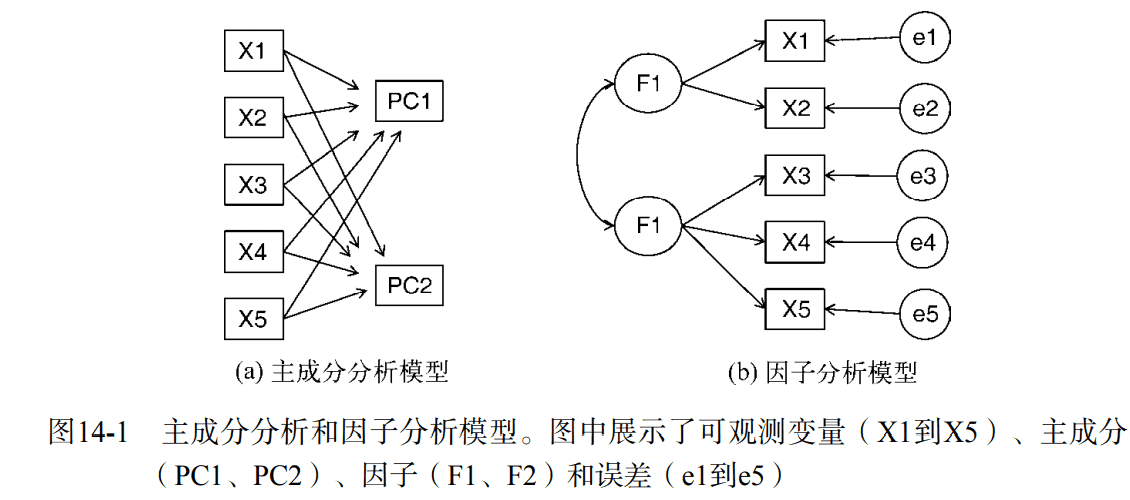 X1
X2
X3
X4
X5
PC1
PC2
(a) 主成分分析模型
F1
F1
X1
X2
X3
X4
X5
e1
e2
e3
e4
e5
(b) 因子分析模型
图14-1 主成分分析和因子分析模型。图中展示了可观测变量（X1到X5）、主成分
（PC1、PC2）、因子（F1、F2）和误差（e1到e5）